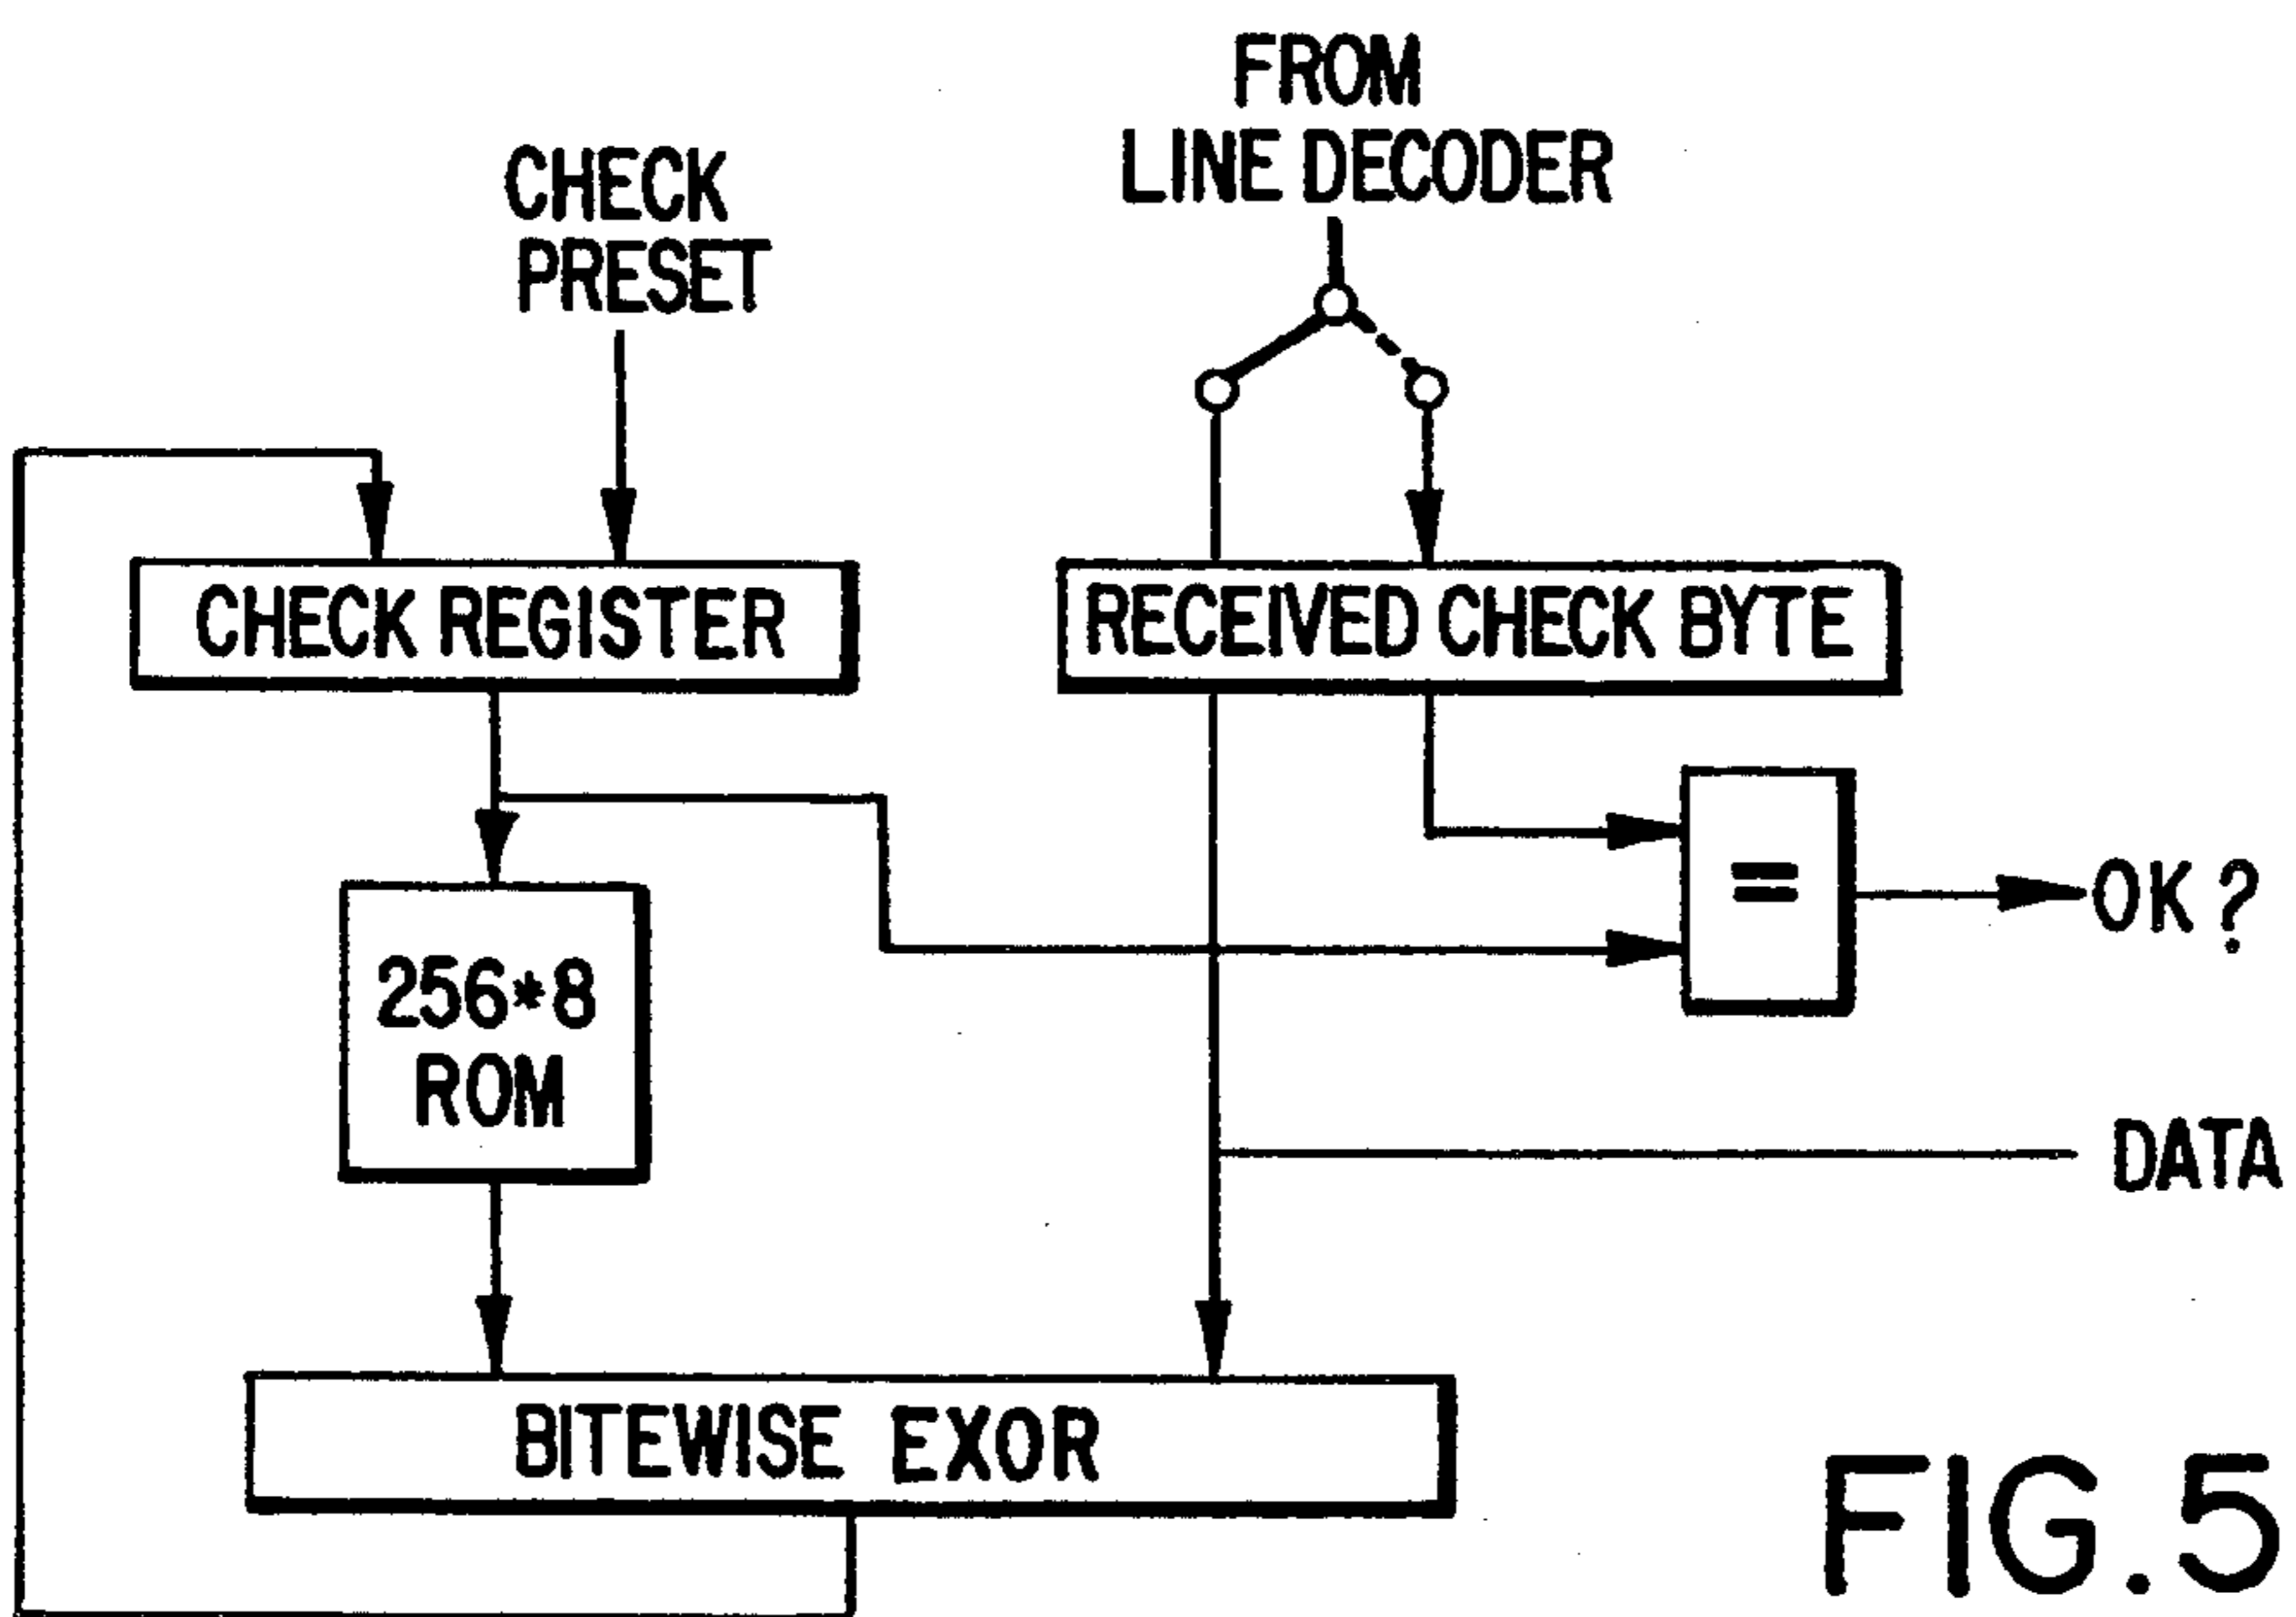 FROM
LINE DECODER
CHECK
PRESET
CHECK REGISTER
RECEIVED CHECK BYTE
=
OK?
256*8
ROM
DATA
BITEWISE EXOR
FIG.5